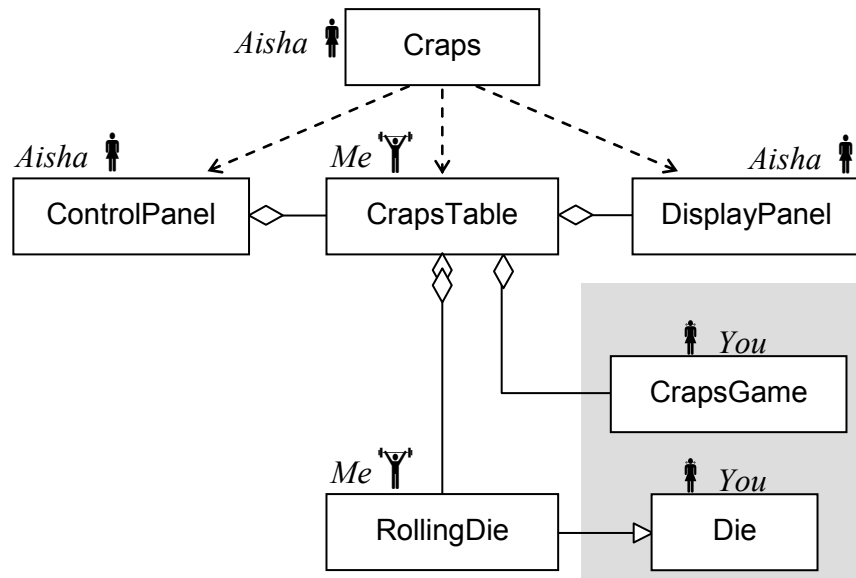 Aisha
Craps
Aisha
Me
Aisha
ControlPanel
CrapsTable
DisplayPanel
You
CrapsGame
Me
You
RollingDie
Die